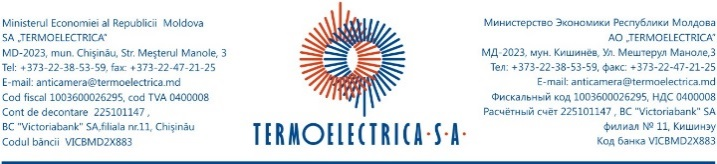 Ministerul Economiei al Republicii Moldova
SA „TERMOELECTRICA"
MD-2023, mun. Chișinău, Str. Meșterul Manole, 3
Tel: +373-22-38-53-59, fax: +373-22-47-21-25
E-mail: anticamera@termoelectrica.md
Cod fiscal 1003600026295, cod TVA 0400008
Cont de decontare 225101147 ,
BC "Victoriabank" SA,filiala nr.11, Chișinău
Codul băncii VICBMD2X883
TERMOELECTRICA·S·A·
Министерство Экономики Республики Молдова
АО „TERMOELECTRICA"
МД-2023, мун. Кишинёв, Ул. Мештерул Маноле,3
Тел: +373-22-38-53-59, факс: +373-22-47-21-25
E-mail: anticamera@termoelectrica.md
Фискальный код 1003600026295, НДС 0400008
Расчётный счёт 225101147 , BC "Victoriabank" SA
филиал № 11, Кишинэу
Код банка VICBMD2X883